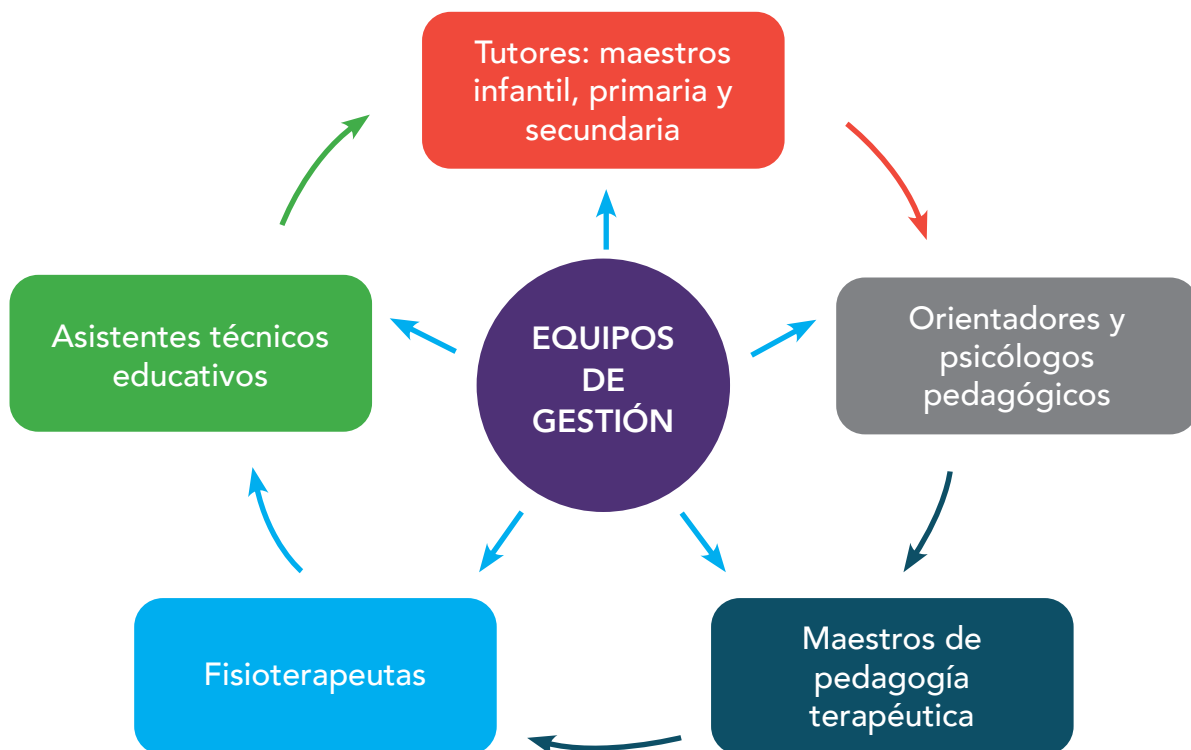 Tutores: maestros
infantil, primaria y
secundaria
Asistentes técnicos
educativos
EQUIPOS
DE
GESTIÓN
Orientadores y
psicólogos
pedagógicos
Fisioterapeutas
Maestros de
pedagogía
terapéutica